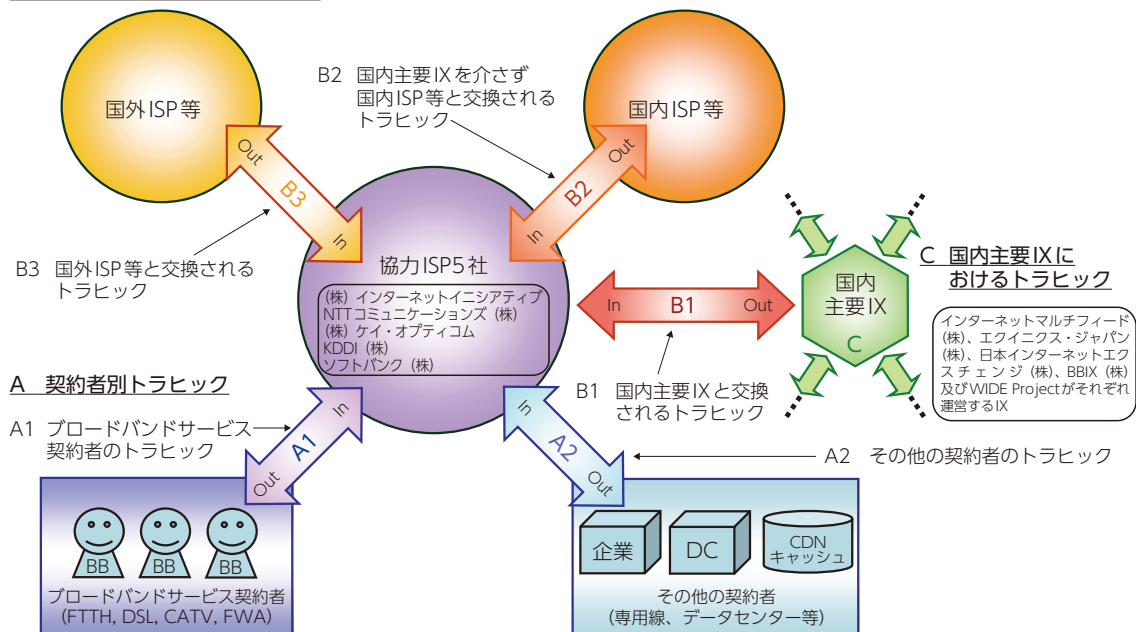 国外ISP等
B2 国内主要IXを介さず
国内ISP等と交換される
トラヒック
国内ISP等
Out
B3
In
Out
B2
In
B3 国外ISP等と交換される
トラヒック
協力ISP5社
(株) インターネットイニシアティブ
NTTコミュニケーションズ (株)
(株) ケイ・オプティコム
KDDI (株)
ソフトバンク (株)
In
B1
Out
国内
主要IX
C
C 国内主要IXに
おけるトラヒック
インターネットマルチフィード
(株)、エクイニクス・ジャパン
(株)、日本インターネットエク
スチェンジ (株)、BBIX (株)
及びWIDE Projectがそれぞれ
運営するIX
B1 国内主要IXと交換
されるトラヒック
A 契約者別トラヒック
A1 ブロードバンドサービス
契約者のトラヒック
In
A1
Out
In
A2
Out
A2 その他の契約者のトラヒック
BB
BB
BB
ブロードバンドサービス契約者
(FTTH, DSL, CATV, FWA)
企業
DC
CDN
キャッシュ
その他の契約者
(専用線、データセンター等)